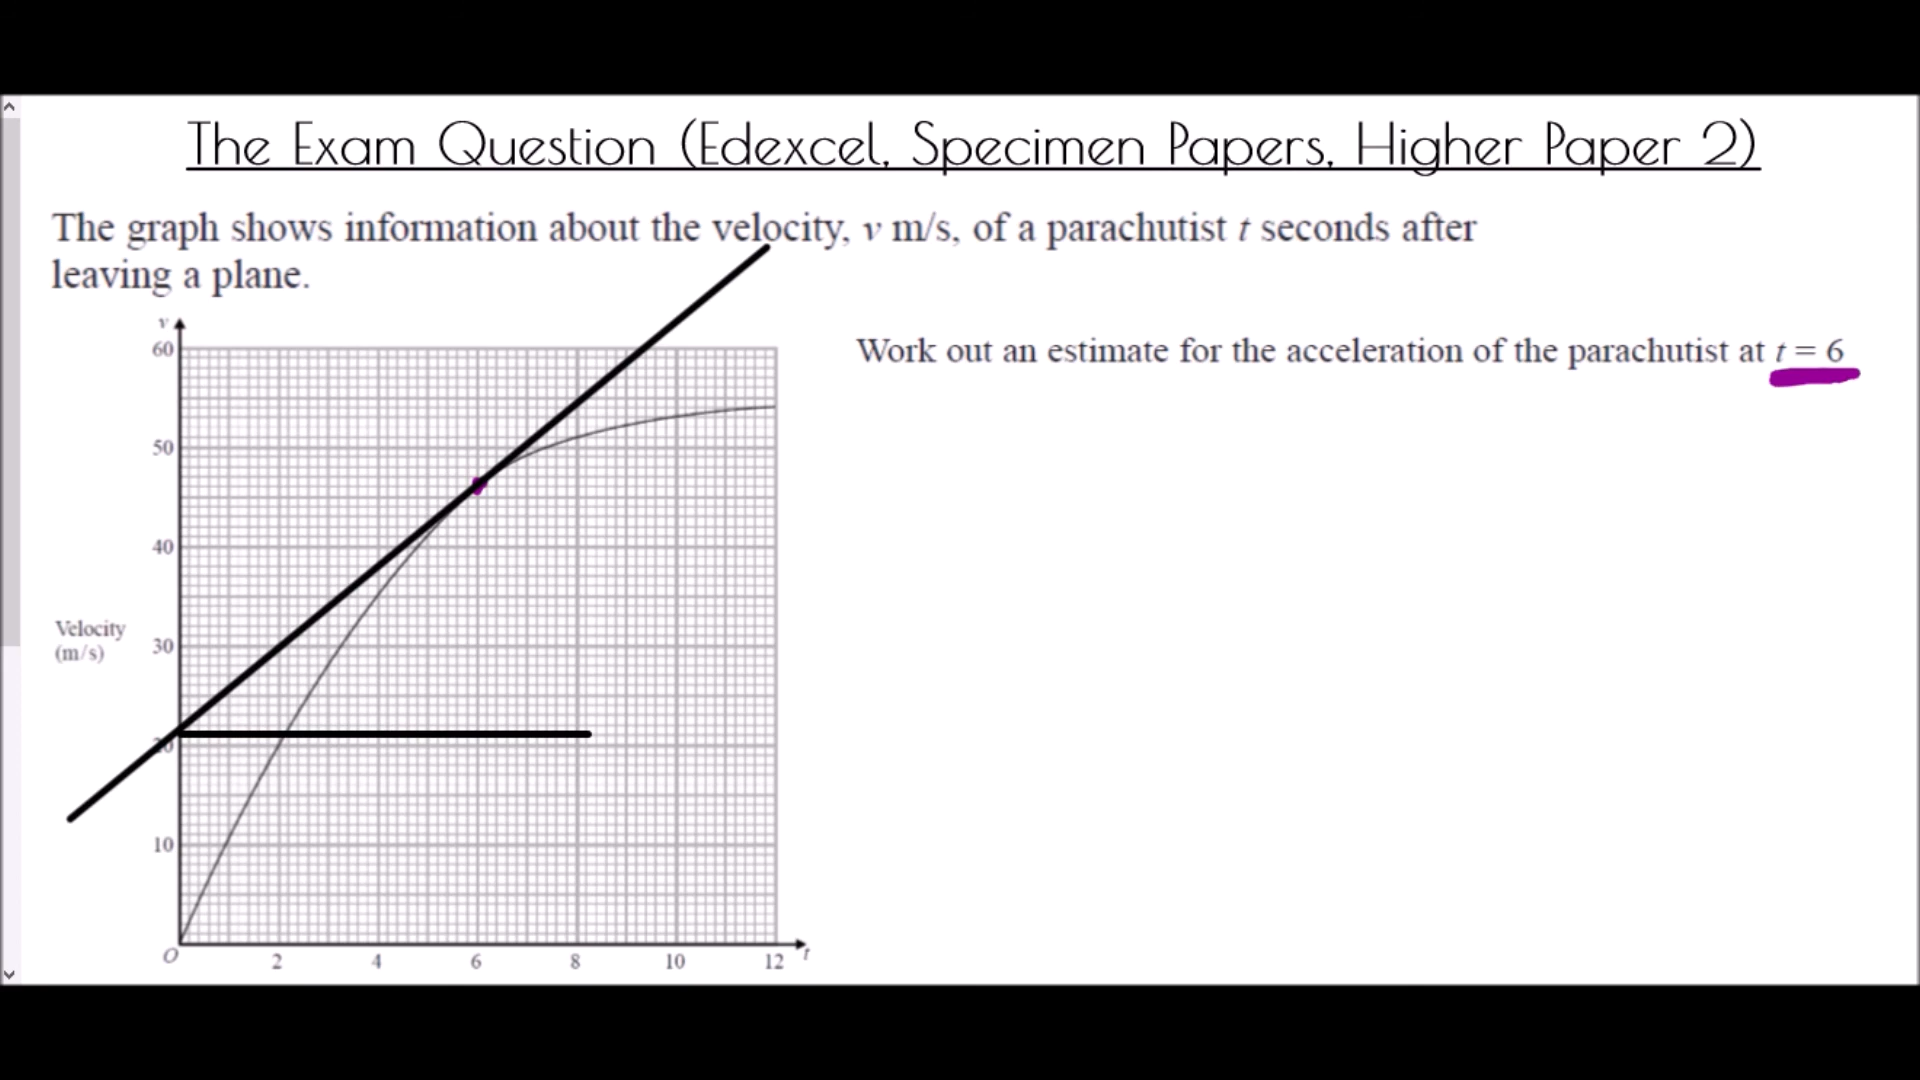 The Exam Question (Edexcel, Specimen Papers, Higher Paper 2)
The graph shows information about the velocity, v m/s, of a parachutist t seconds after
leaving a plane.
Work out an estimate for the acceleration of the parachutist at t = 6
v
60
50
40
Velocity
(m/s)
30
10
O
2
4
6
8
10
12
t